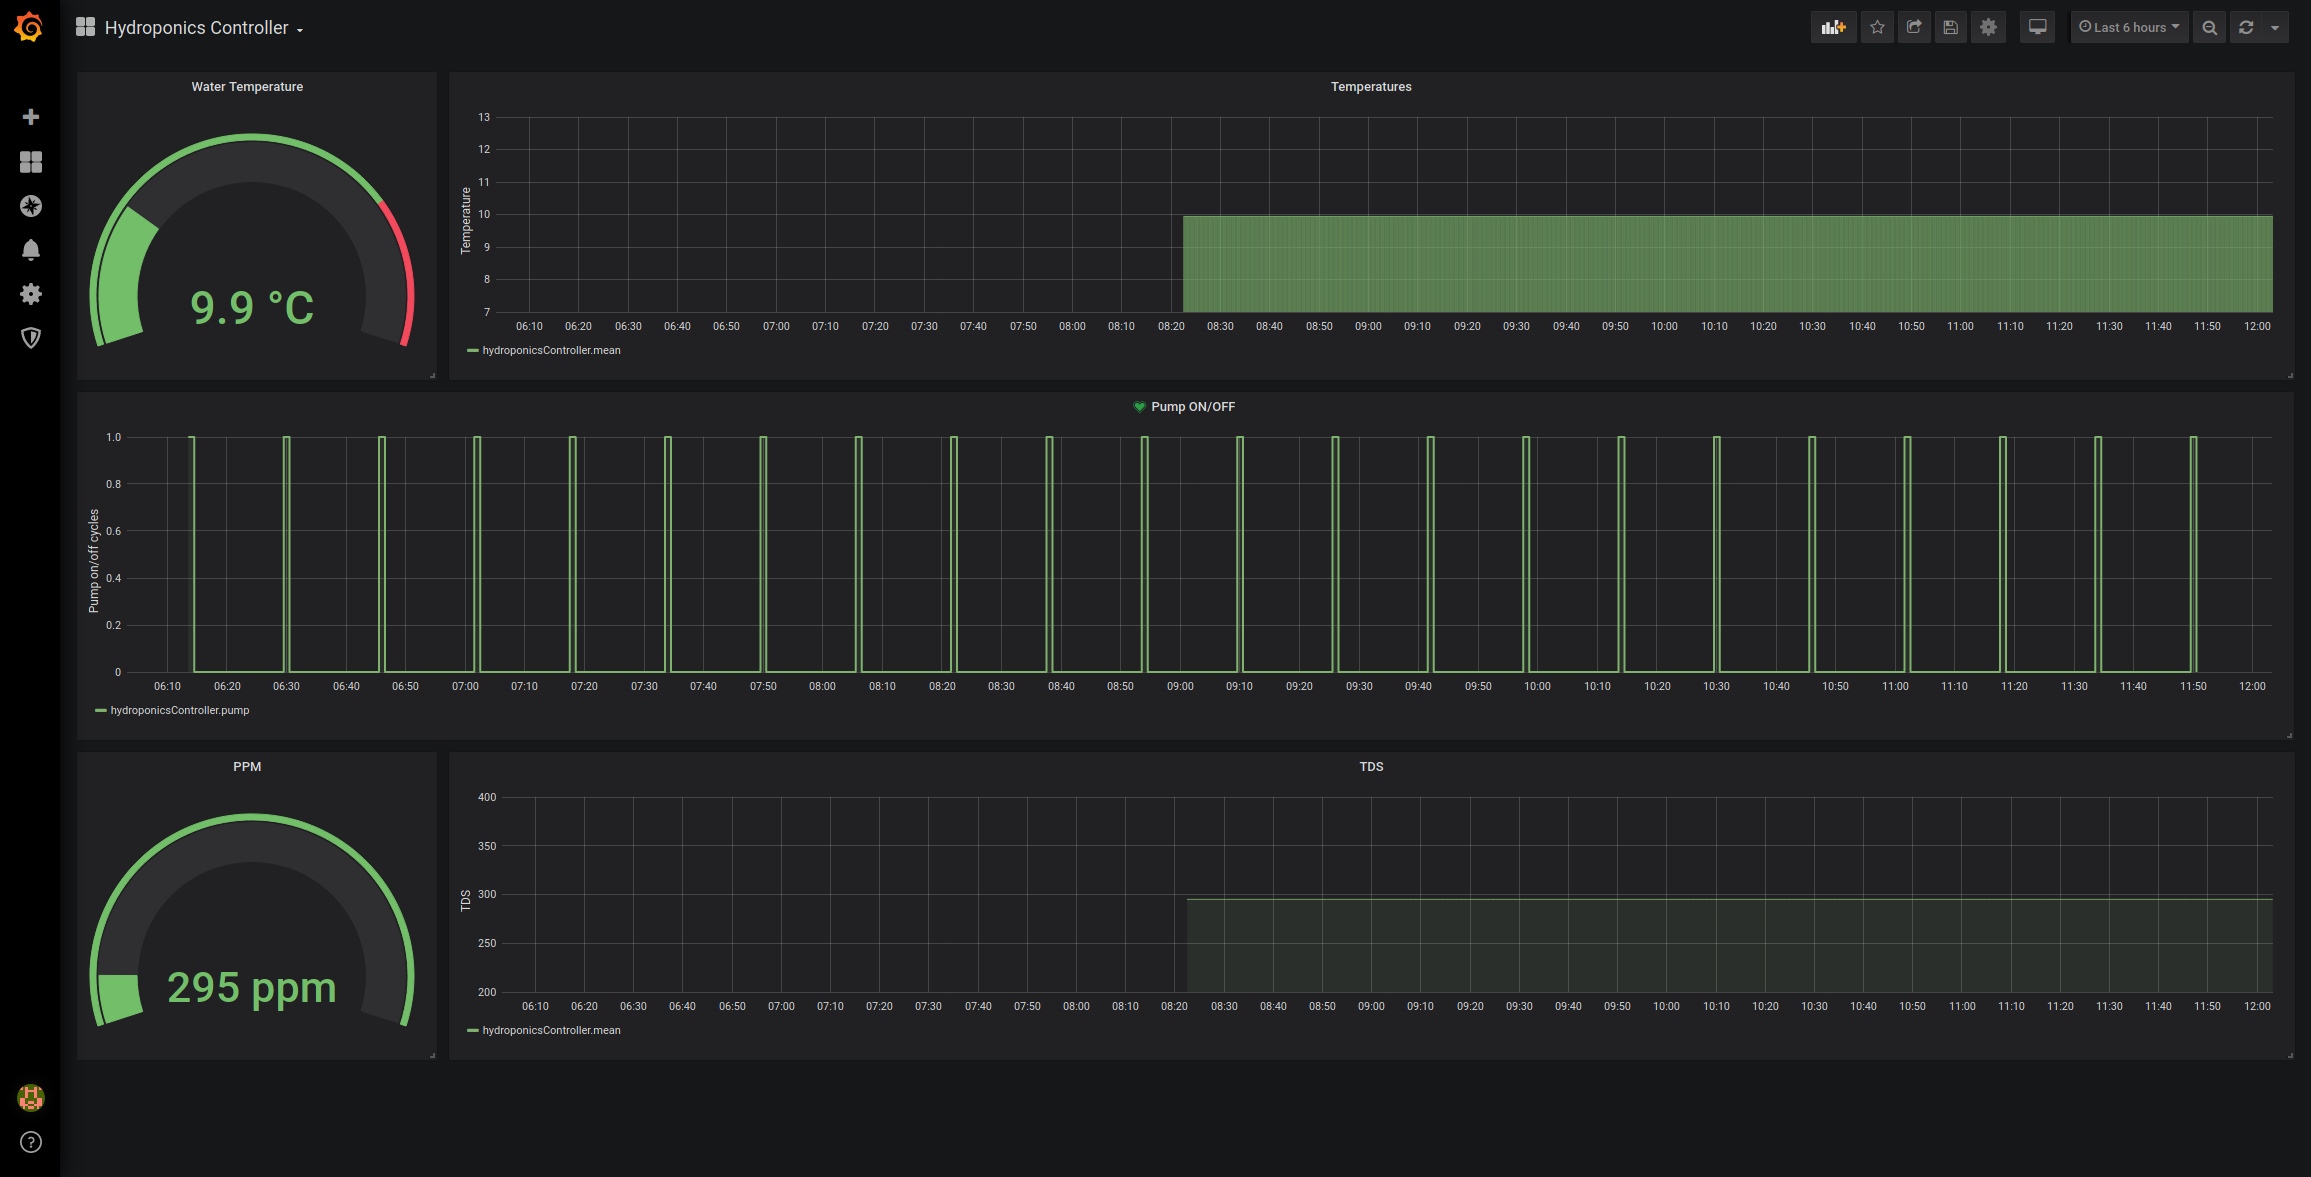 Hydroponics Controller
Last 6 hours
Water Temperature
9.9 °C
Temperatures
Temperature
13
12
11
10
9
8
7
06:10 06:20 06:30 06:40 06:50 07:00 07:10 07:20 07:30 07:40 07:50 08:00 08:10 08:20 08:30 08:40 08:50 09:00 09:10 09:20 09:30 09:40 09:50 10:00 10:10 10:20 10:30 10:40 10:50 11:00 11:10 11:20 11:30 11:40 11:50 12:00
hydroponicsController.mean
Pump ON/OFF
Pump on/off cycles
1.0
0.8
0.6
0.4
0.2
0
06:10 06:20 06:30 06:40 06:50 07:00 07:10 07:20 07:30 07:40 07:50 08:00 08:10 08:20 08:30 08:40 08:50 09:00 09:10 09:20 09:30 09:40 09:50 10:00 10:10 10:20 10:30 10:40 10:50 11:00 11:10 11:20 11:30 11:40 11:50 12:00
hydroponicsController.pump
PPM
295 ppm
TDS
TDS
400
350
300
250
200
06:10 06:20 06:30 06:40 06:50 07:00 07:10 07:20 07:30 07:40 07:50 08:00 08:10 08:20 08:30 08:40 08:50 09:00 09:10 09:20 09:30 09:40 09:50 10:00 10:10 10:20 10:30 10:40 10:50 11:00 11:10 11:20 11:30 11:40 11:50 12:00
hydroponicsController.mean